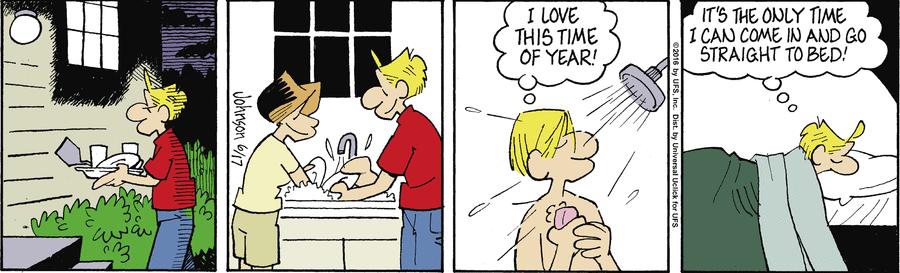 Johnson 6/17
I LOVE
THIS TIME
OF YEAR!
©2016 by UFS, Inc. Dist. by Universal Uclick for UFS
IT'S THE ONLY TIME
I CAN COME IN AND GO
STRAIGHT TO BED!